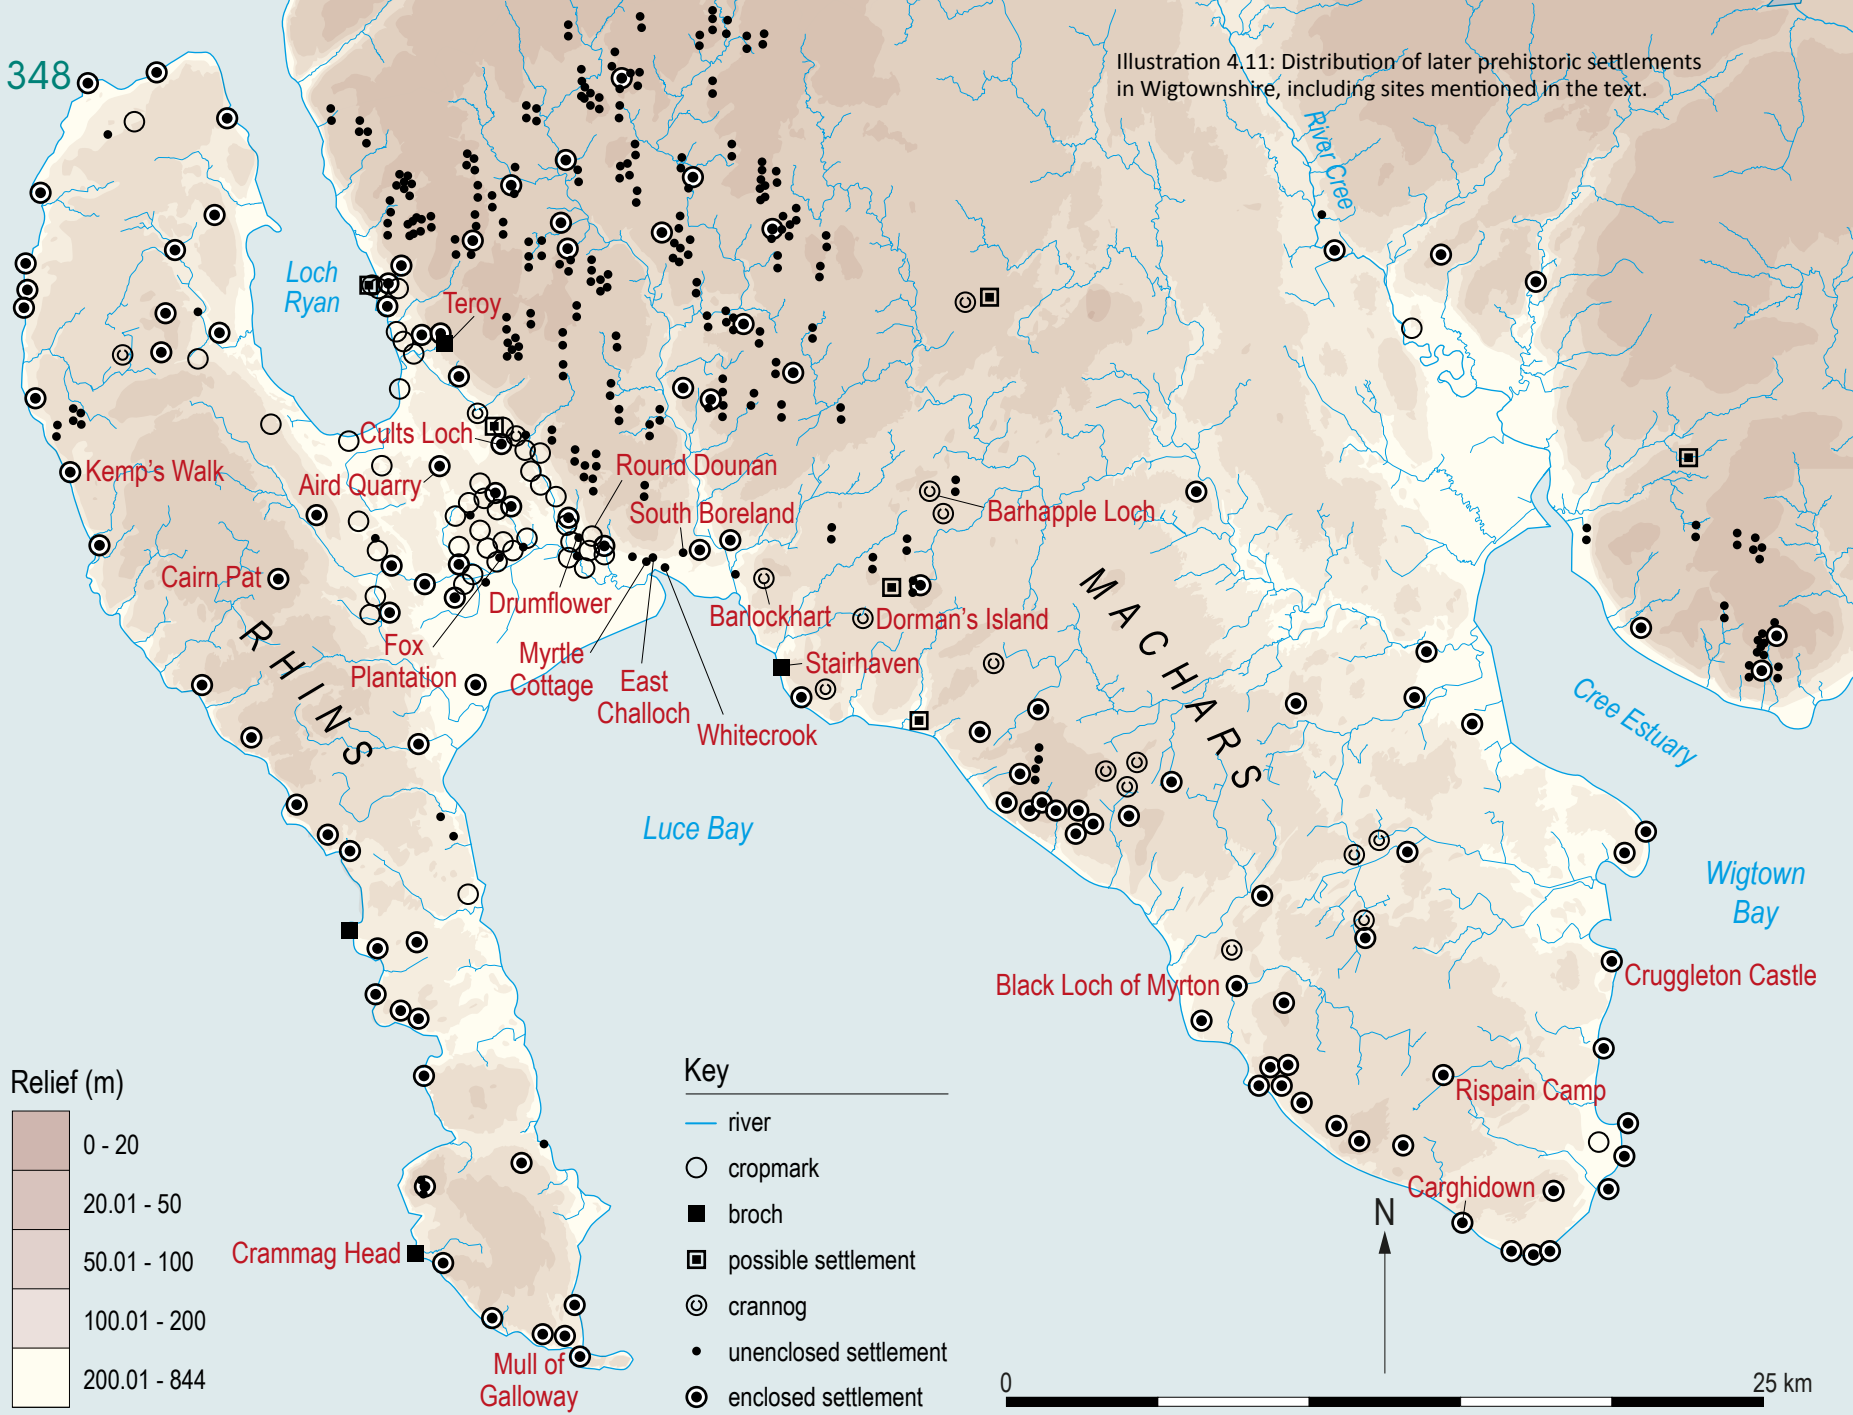 348
Illustration 4.11: Distribution of later prehistoric settlements
in Wigtownshire, including sites mentioned in the text.
River Cree
Loch
Ryan
Teroy
Cults Loch
Round Dounan
Kemp's Walk
Aird Quarry
South Boreland
Barhapple Loch
Cairn Pat
Drumflower
Barlockhart
Dorman's Island
MACHARS
RHINS
Fox
Plantation
Myrtle
Cottage
East
Challoch
Stairhaven
Whitecrook
Cree Estuary
Luce Bay
Wigtown
Bay
Black Loch of Myrton
Cruggleton Castle
Rispain Camp
Carghidown
Crammag Head
Mull of
Galloway
Relief (m)
0 - 20
20.01 - 50
50.01 - 100
100.01 - 200
200.01 - 844
Key
river
cropmark
broch
possible settlement
crannog
unenclosed settlement
enclosed settlement
N
0
25 km